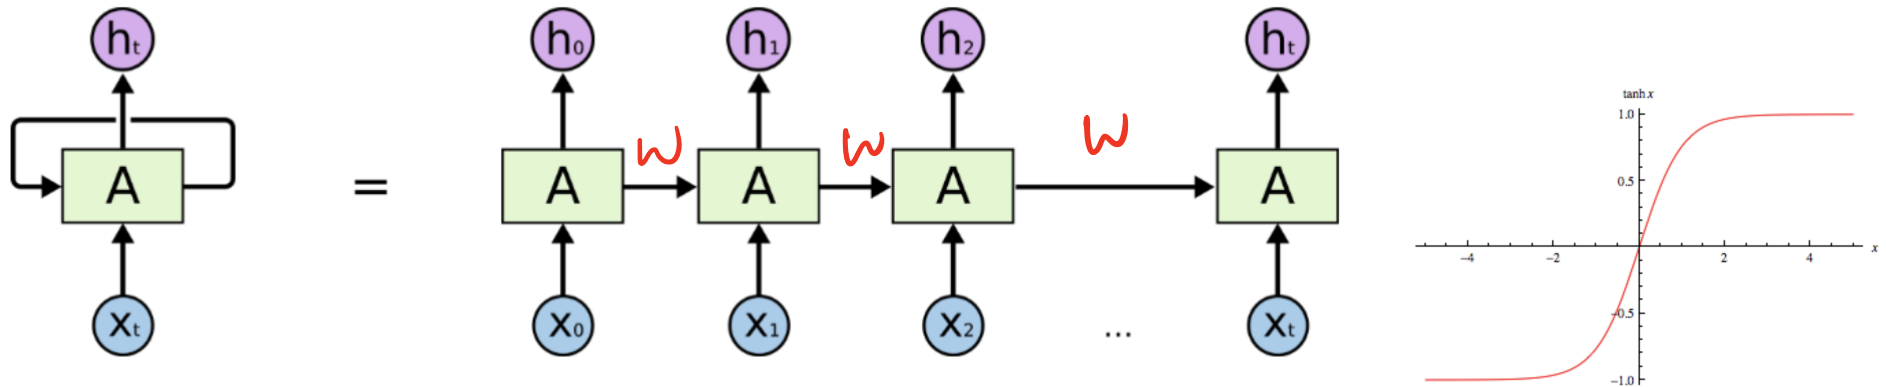 hₜ
=
h₀ h₁ h₂ hₜ
W W W
A
A A A A
xₜ
x₀ x₁ x₂ ... xₜ
tanh x
1.0
0.5
-4 -2 2 4 x
-0.5
-1.0